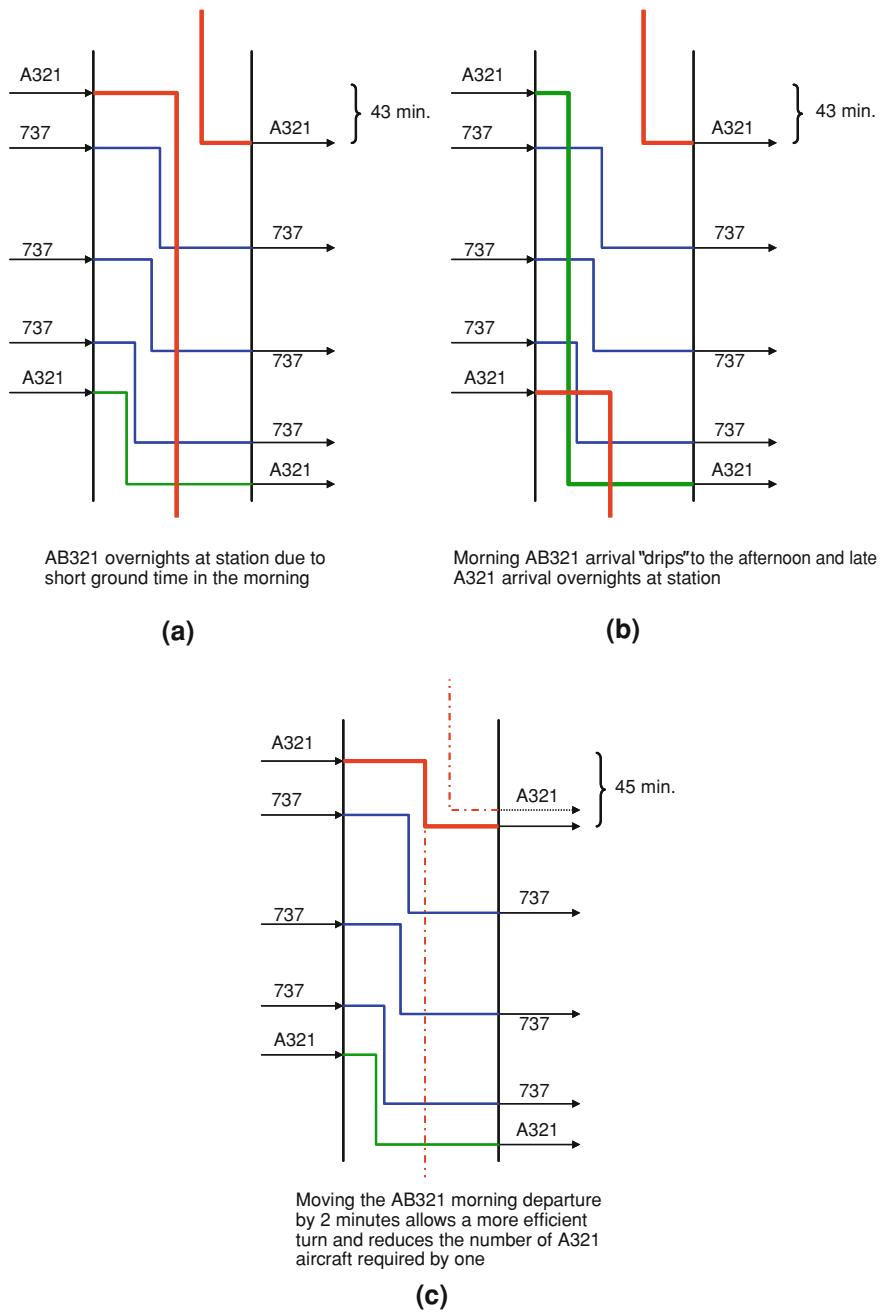 A321
737
737
737
A321
A321
737
737
737
A321
43 min.
AB321 overnights at station due to
short ground time in the morning
(a)
A321
737
737
737
A321
A321
737
737
737
A321
43 min.
Morning AB321 arrival "drips"to the afternoon and late
A321 arrival overnights at station
(b)
A321
737
737
737
A321
A321
737
737
737
A321
45 min.
Moving the AB321 morning departure
by 2 minutes allows a more efficient
turn and reduces the number of A321
aircraft required by one
(c)